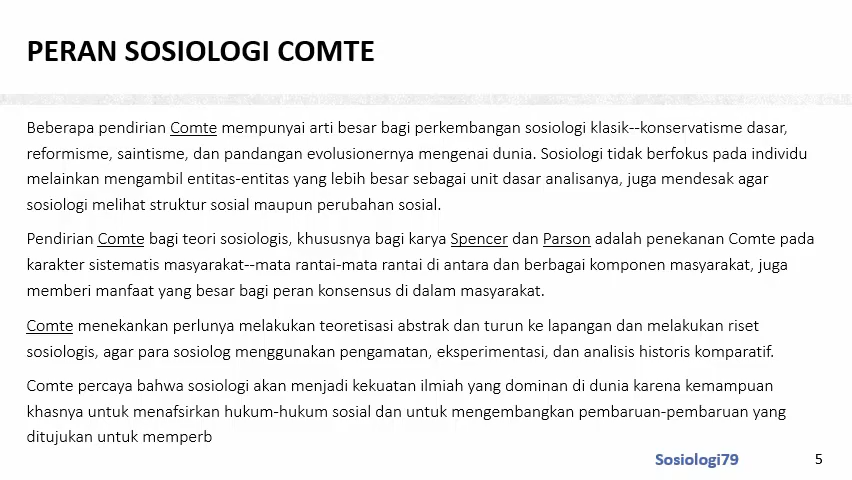 PERAN SOSIOLOGI COMTE
Beberapa pendirian Comte mempunyai arti besar bagi perkembangan sosiologi klasik--konservatisme dasar,
reformisme, saintisme, dan pandangan evolusionernya mengenai dunia. Sosiologi tidak berfokus pada individu
melainkan mengambil entitas-entitas yang lebih besar sebagai unit dasar analisanya, juga mendesak agar
sosiologi melihat struktur sosial maupun perubahan sosial.
Pendirian Comte bagi teori sosiologis, khususnya bagi karya Spencer dan Parson adalah penekanan Comte pada
karakter sistematis masyarakat--mata rantai-mata rantai di antara dan berbagai komponen masyarakat, juga
memberi manfaat yang besar bagi peran konsensus di dalam masyarakat.
Comte menekankan perlunya melakukan teoretisasi abstrak dan turun ke lapangan dan melakukan riset
sosiologis, agar para sosiolog menggunakan pengamatan, eksperimentasi, dan analisis historis komparatif.
Comte percaya bahwa sosiologi akan menjadi kekuatan ilmiah yang dominan di dunia karena kemampuan
khasnya untuk menafsirkan hukum-hukum sosial dan untuk mengembangkan pembaruan-pembaruan yang
ditujukan untuk memperb
Sosiologi79
5